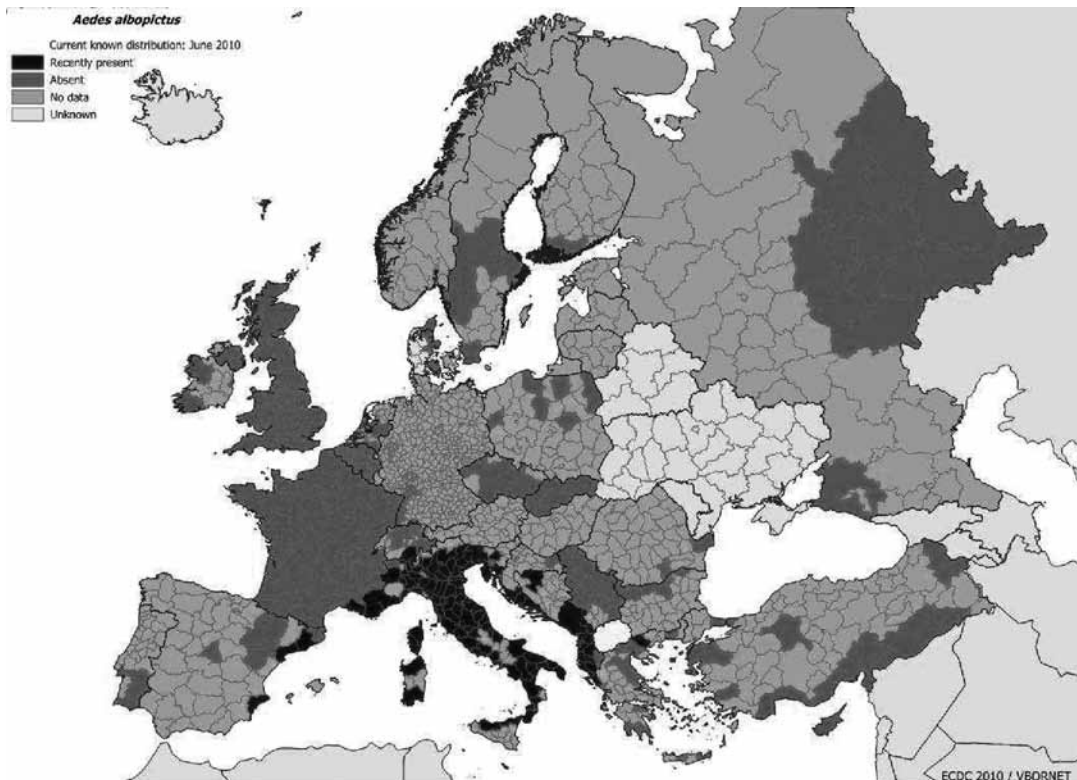 Aedes albopictus
Current known distribution: June 2010
Recently present
Absent
No data
Unknown
ECDC 2010 / VBORNET